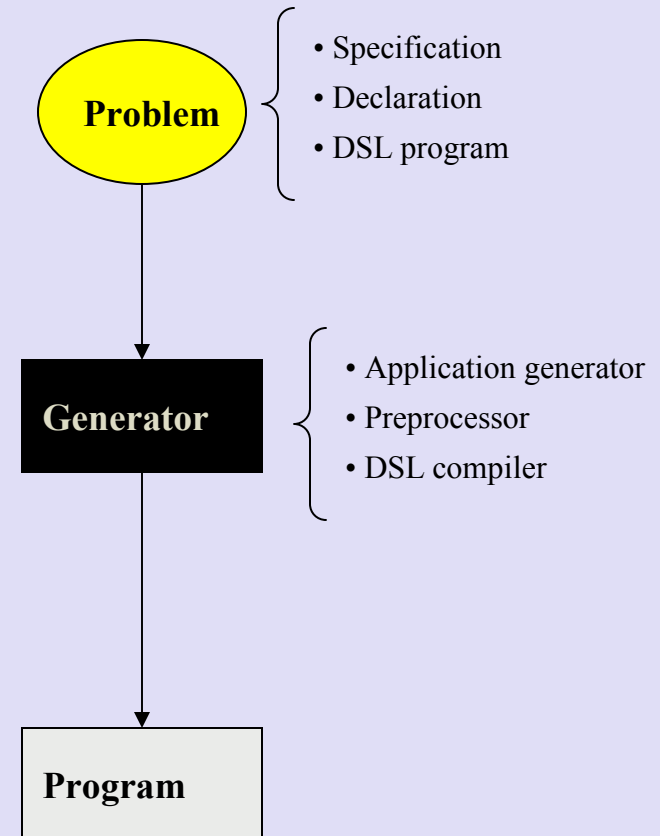 Problem
• Specification
• Declaration
• DSL program
Generator
• Application generator
• Preprocessor
• DSL compiler
Program